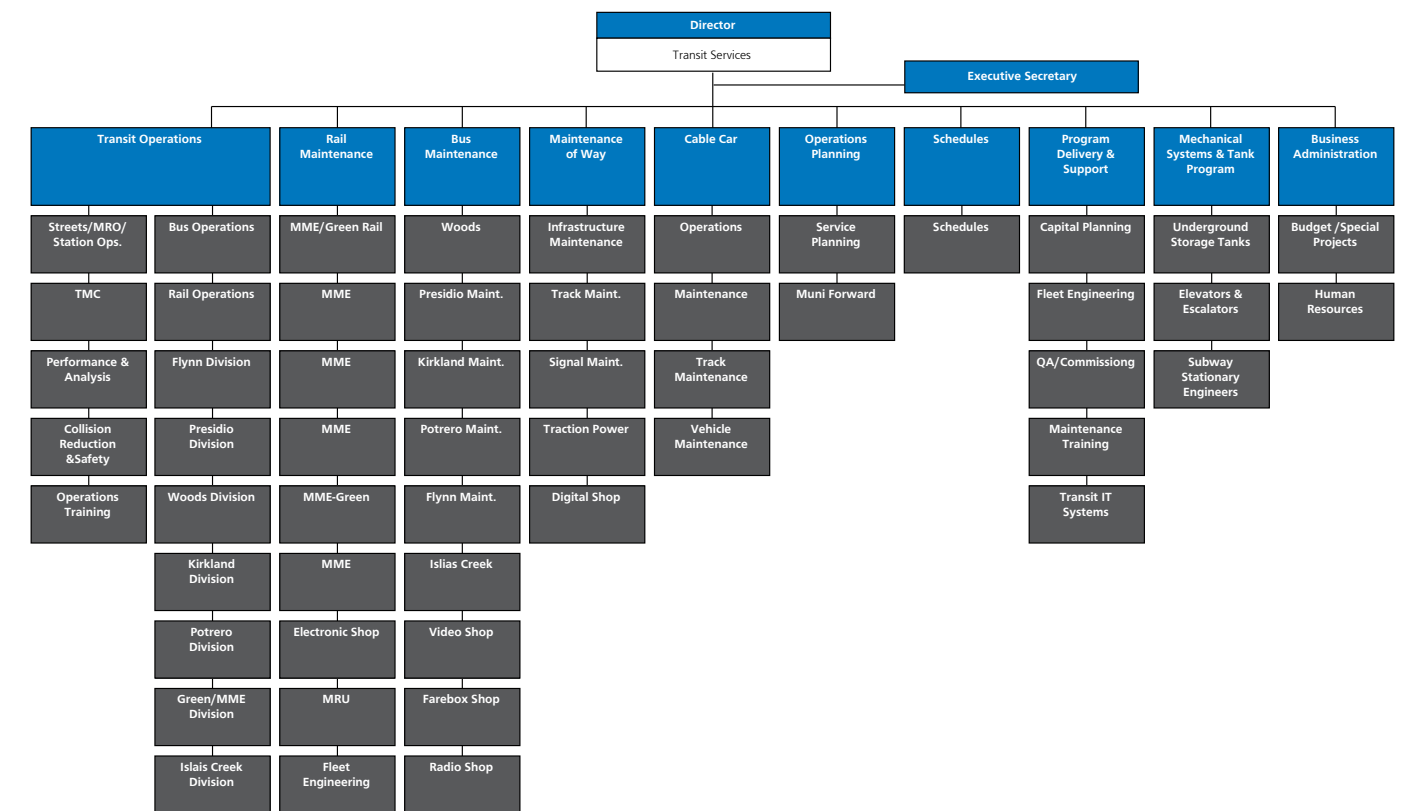 Director
Transit Services
Executive Secretary
Transit Operations
Rail
Maintenance
Bus
Maintenance
Maintenance
of Way
Cable Car
Operations
Planning
Schedules
Program
Delivery &
Support
Mechanical
Systems & Tank
Program
Business
Administration
Streets/MRO/
Station Ops.
Bus Operations
MME/Green Rail
Woods
Infrastructure
Maintenance
Operations
Service
Planning
Schedules
Capital Planning
Underground
Storage Tanks
Budget /Special
Projects
TMC
Rail Operations
MME
Presidio Maint.
Track Maint.
Maintenance
Muni Forward
Fleet Engineering
Elevators &
Escalators
Human
Resources
Performance &
Analysis
Flynn Division
MME
Kirkland Maint.
Signal Maint.
Track
Maintenance
QA/Commissiong
Subway
Stationary
Engineers
Collision
Reduction
&Safety
Presidio
Division
MME
Potrero Maint.
Traction Power
Vehicle
Maintenance
Maintenance
Training
Operations
Training
Woods Division
MME-Green
Flynn Maint.
Digital Shop
Transit IT
Systems
Kirkland
Division
MME
Islias Creek
Potrero
Division
Electronic Shop
Video Shop
Green/MME
Division
MRU
Farebox Shop
Islais Creek
Division
Fleet
Engineering
Radio Shop